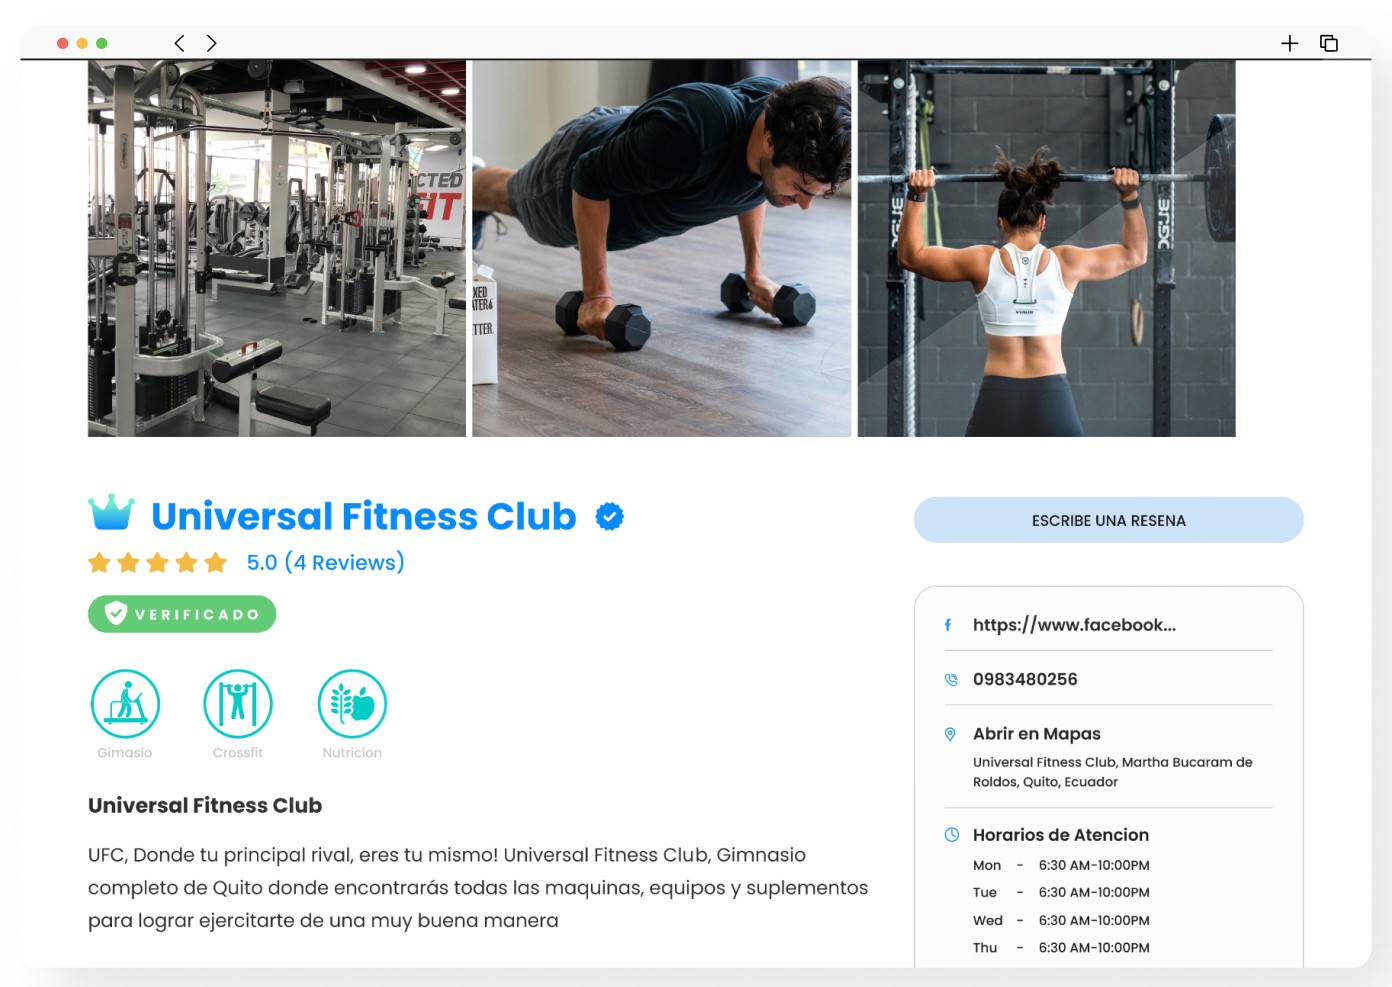 CTED
FIT
XED
ATER
TTER.
Universal Fitness Club
5.0 (4 Reviews)
VERIFICADO
Gimasio
Crossfit
Nutricion
Universal Fitness Club
UFC, Donde tu principal rival, eres tu mismo! Universal Fitness Club, Gimnasio
completo de Quito donde encontrarás todas las maquinas, equipos y suplementos
para lograr ejercitarte de una muy buena manera
ESCRIBE UNA RESENA
https://www.facebook...
0983480256
Abrir en Mapas
Universal Fitness Club, Martha Bucaram de
Roldos, Quito, Ecuador
Horarios de Atencion
Mon - 6:30 AM-10:00PM
Tue - 6:30 AM-10:00PM
Wed - 6:30 AM-10:00PM
Thu - 6:30 AM-10:00PM